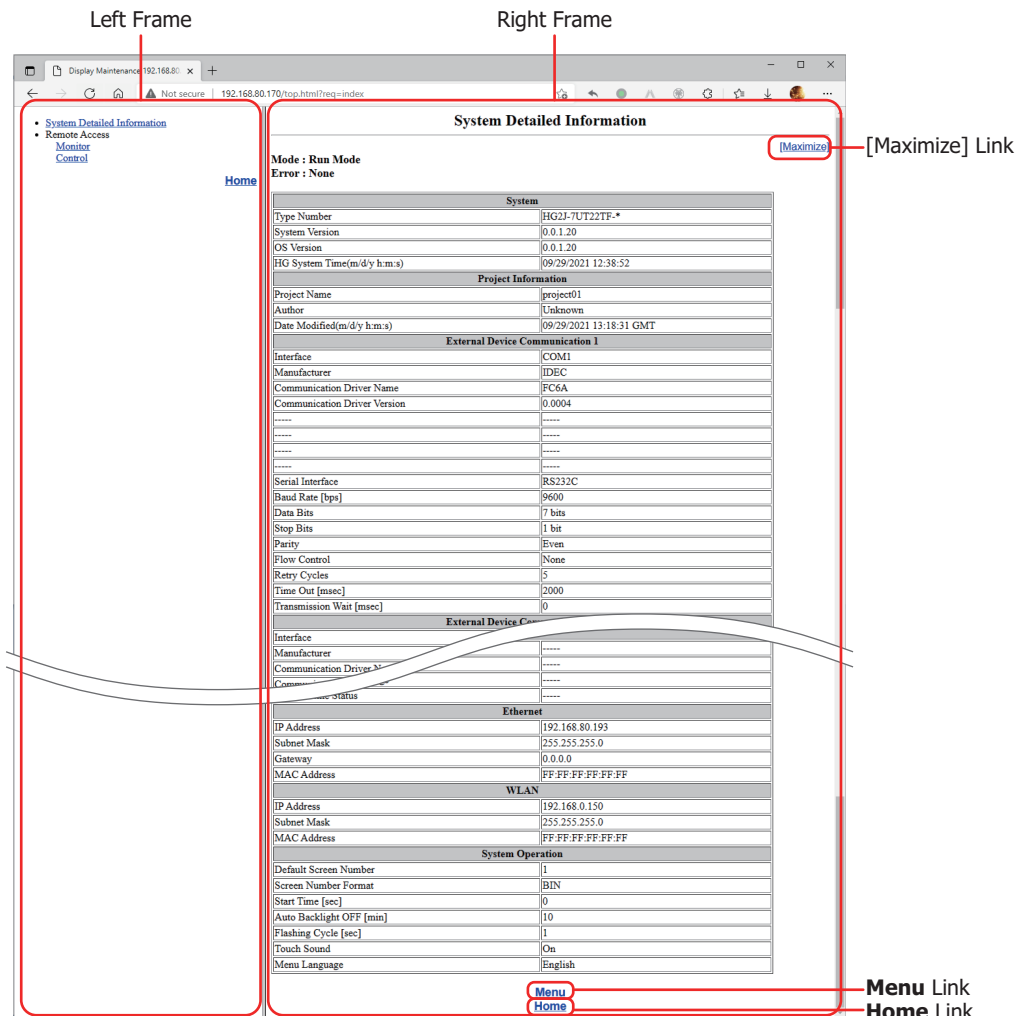 Left Frame Right Frame
Display Maintenance 192.168.80
Not secure 192.168.80.170/top.html?req=index
System Detailed Information
Remote Access
Monitor
Control
Home
System Detailed Information
[Maximize]
[Maximize] Link
Mode : Run Mode
Error : None
System
Type Number HG2J-7UT22TF-*
System Version 0.0.1.20
OS Version 0.0.1.20
HG System Time(m/d/y h:m:s) 09/29/2021 12:38:52
Project Information
Project Name project01
Author Unknown
Date Modified(m/d/y h:m:s) 09/29/2021 13:18:31 GMT
External Device Communication 1
Interface COM1
Manufacturer IDEC
Communication Driver Name FC6A
Communication Driver Version 0.0004
----- -----
----- -----
----- -----
----- -----
Serial Interface RS232C
Baud Rate [bps] 9600
Data Bits 7 bits
Stop Bits 1 bit
Parity Even
Flow Control None
Retry Cycles 5
Time Out [msec] 2000
Transmission Wait [msec] 0
External Device
Interface
Manufacturer -----
Communication Driver -----
-----
Status -----
Ethernet
IP Address 192.168.80.193
Subnet Mask 255.255.255.0
Gateway 0.0.0.0
MAC Address FF:FF:FF:FF:FF:FF
WLAN
IP Address 192.168.0.150
Subnet Mask 255.255.255.0
MAC Address FF:FF:FF:FF:FF:FF
System Operation
Default Screen Number 1
Screen Number Format BIN
Start Time [sec] 0
Auto Backlight OFF [min] 10
Flashing Cycle [sec] 1
Touch Sound On
Menu Language English
Menu
Menu Link
Home
Home Link